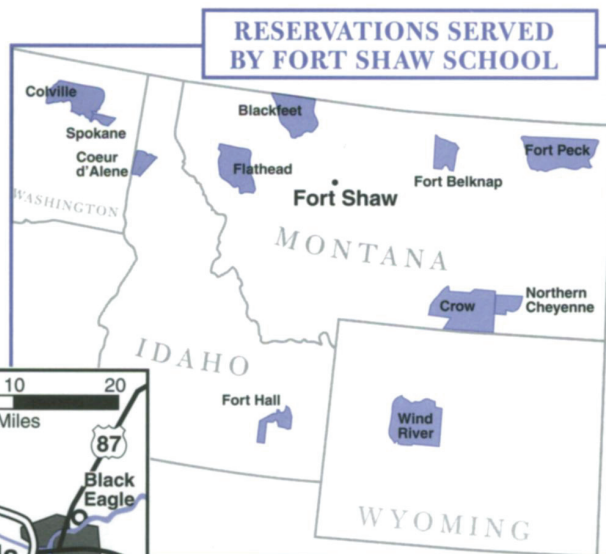 RESERVATIONS SERVED
BY FORT SHAW SCHOOL
Colville
Spokane
Coeur
d'Alene
WASHINGTON
Blackfeet
Flathead
Fort Shaw
Fort Belknap
Fort Peck
MONTANA
Crow
Northern
Cheyenne
IDAHO
Fort Hall
Wind
River
WYOMING
10 20
Miles
87
Black
Eagle